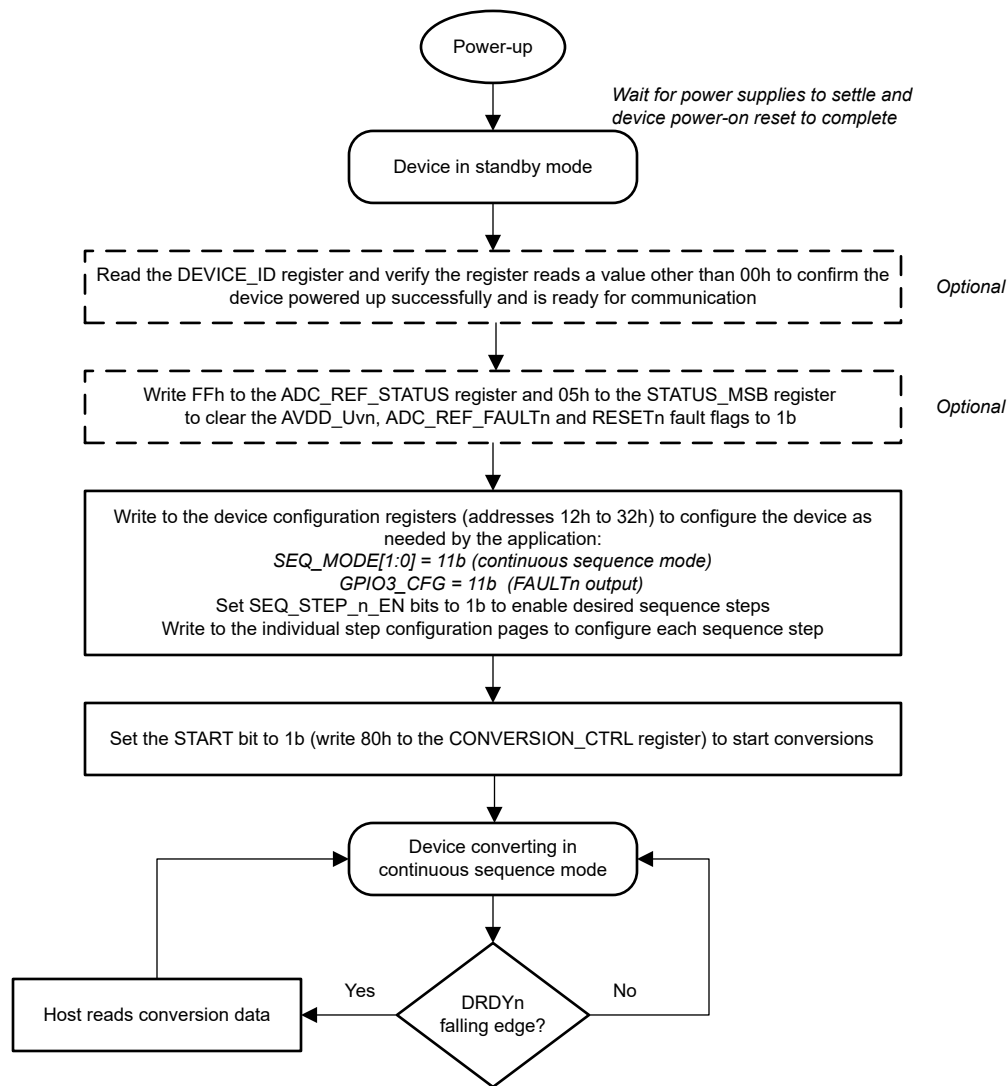 Power-up
Wait for power supplies to settle and
device power-on reset to complete
Device in standby mode
Read the DEVICE_ID register and verify the register reads a value other than 00h to confirm the
device powered up successfully and is ready for communication
Optional
Write FFh to the ADC_REF_STATUS register and 05h to the STATUS_MSB register
to clear the AVDD_Uvn, ADC_REF_FAULTn and RESETn fault flags to 1b
Optional
Write to the device configuration registers (addresses 12h to 32h) to configure the device as
needed by the application:
SEQ_MODE[1:0] = 11b (continuous sequence mode)
GPIO3_CFG = 11b (FAULTn output)
Set SEQ_STEP_n_EN bits to 1b to enable desired sequence steps
Write to the individual step configuration pages to configure each sequence step
Set the START bit to 1b (write 80h to the CONVERSION_CTRL register) to start conversions
Device converting in
continuous sequence mode
Yes
No
DRDYn
falling edge?
Host reads conversion data